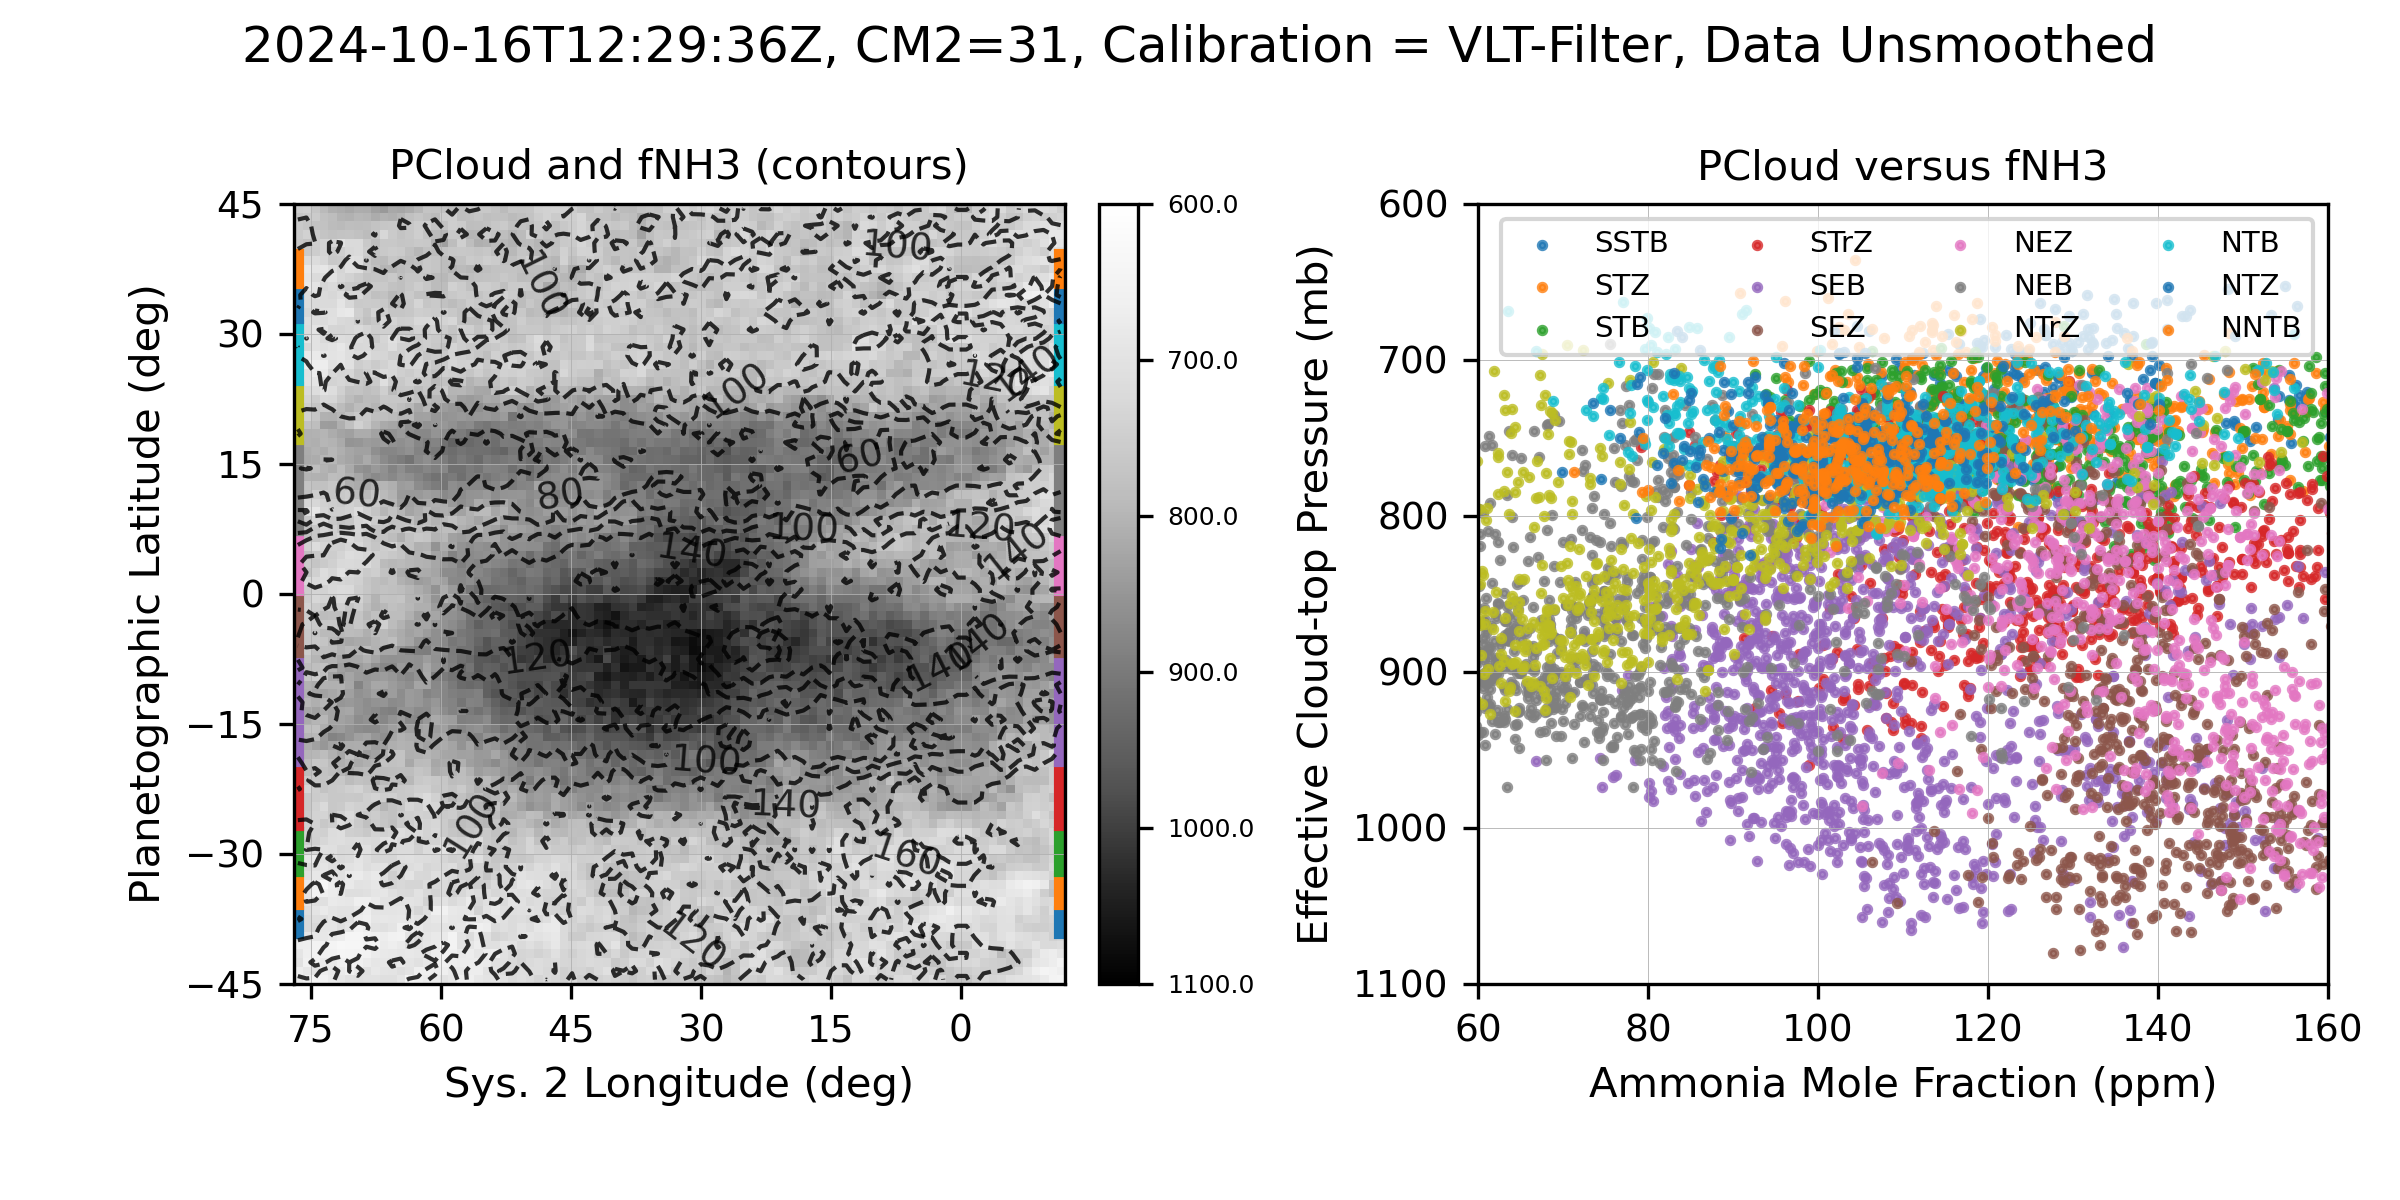 2024-10-16T12:29:36Z, CM2=31, Calibration = VLT-Filter, Data Unsmoothed
PCloud and fNH3 (contours)
45
30
15
0
−15
−30
−45
Planetographic Latitude (deg)
100
100
100
120
140
60
60
80
100
120
140
140
120
140
140
100
140
100
160
120
75
60
45
30
15
0
Sys. 2 Longitude (deg)
600.0
700.0
800.0
900.0
1000.0
1100.0
PCloud versus fNH3
Effective Cloud-top Pressure (mb)
600
700
800
900
1000
1100
SSTB
STZ
STB
STrZ
SEB
SEZ
NEZ
NEB
NTrZ
NTB
NTZ
NNTB
60
80
100
120
140
160
Ammonia Mole Fraction (ppm)